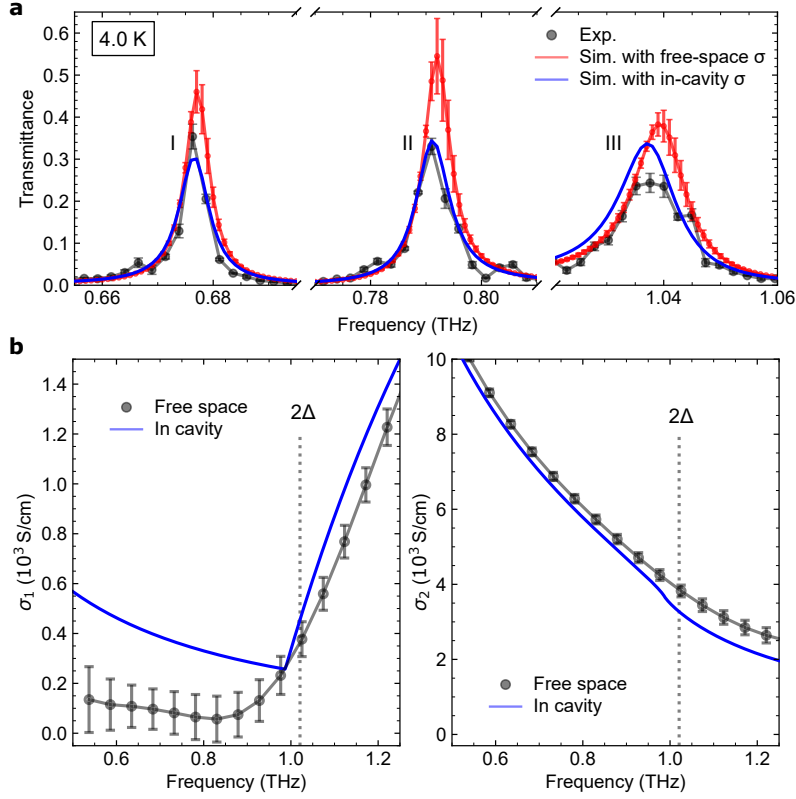 a
4.0 K
Exp.
Sim. with free-space σ
Sim. with in-cavity σ
I
II
III
Transmittance
0.6
0.5
0.4
0.3
0.2
0.1
0.0
0.66
0.68
0.78
0.80
1.04
1.06
Frequency (THz)
b
Free space
In cavity
2Δ
σ₁ (10³ S/cm)
1.4
1.2
1.0
0.8
0.6
0.4
0.2
0.0
0.6
0.8
1.0
1.2
Frequency (THz)
2Δ
Free space
In cavity
σ₂ (10³ S/cm)
10
8
6
4
2
0
0.6
0.8
1.0
1.2
Frequency (THz)